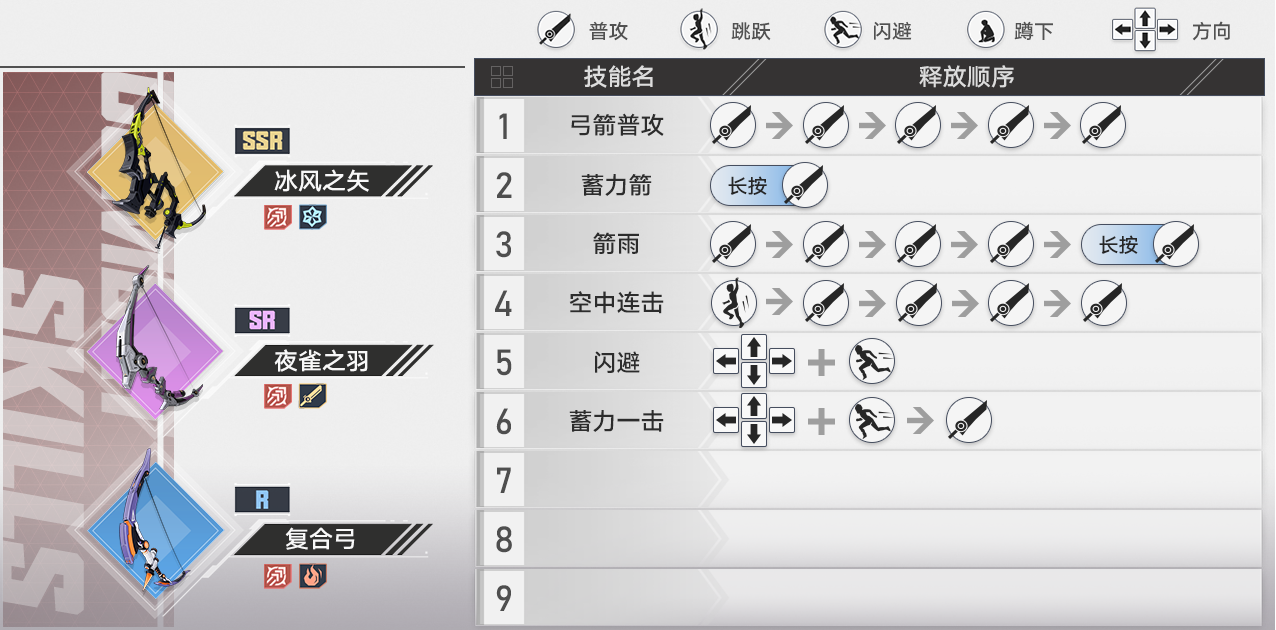 普攻 跳跃 闪避 蹲下 方向
技能名 释放顺序
SSR
冰风之矢
SR
夜雀之羽
R
复合弓
SKILLS
1 弓箭普攻
2 蓄力箭 长按
3 箭雨 长按
4 空中连击
5 闪避
6 蓄力一击
7
8
9